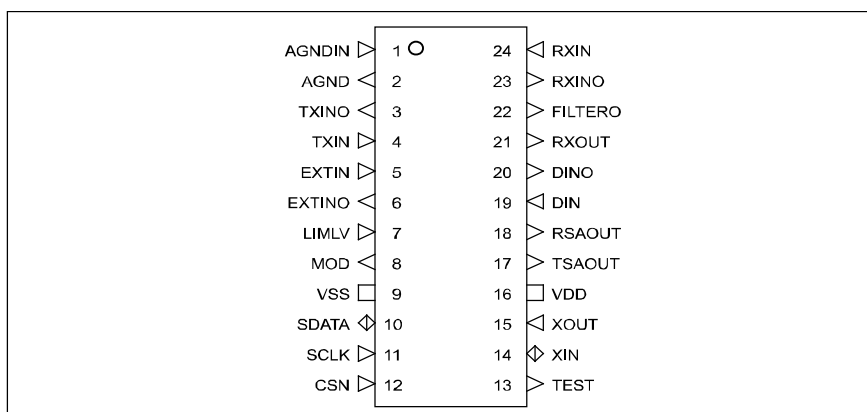 AGNDIN 1 24 RXIN
AGND 2 23 RXINO
TXINO 3 22 FILTERO
TXIN 4 21 RXOUT
EXTIN 5 20 DINO
EXTINO 6 19 DIN
LIMLV 7 18 RSAOUT
MOD 8 17 TSAOUT
VSS 9 16 VDD
SDATA 10 15 XOUT
SCLK 11 14 XIN
CSN 12 13 TEST